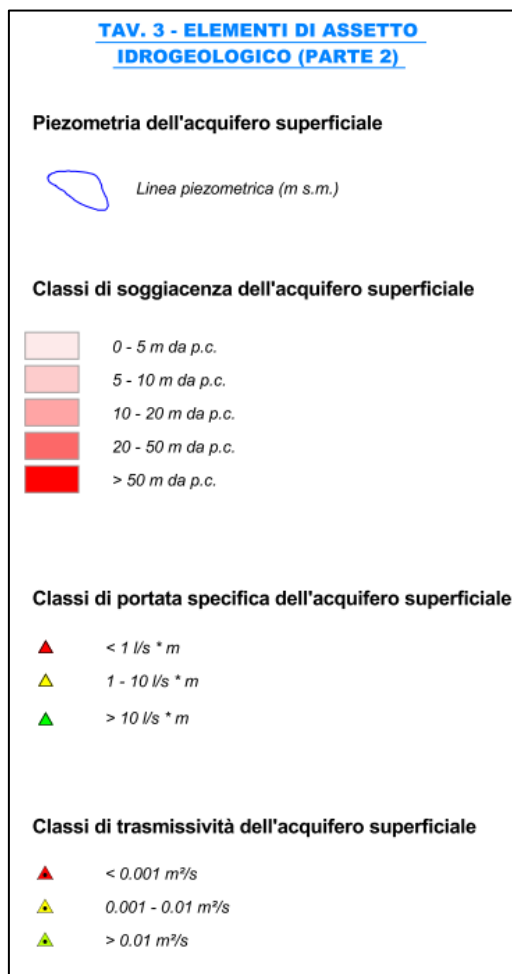 TAV. 3 - ELEMENTI DI ASSETTO
IDROGEOLOGICO (PARTE 2)
Piezometria dell'acquifero superficiale
Linea piezometrica (m s.m.)
Classi di soggiacenza dell'acquifero superficiale
0 - 5 m da p.c.
5 - 10 m da p.c.
10 - 20 m da p.c.
20 - 50 m da p.c.
> 50 m da p.c.
Classi di portata specifica dell'acquifero superficiale
< 1 l/s * m
1 - 10 l/s * m
> 10 l/s * m
Classi di trasmissività dell'acquifero superficiale
< 0.001 m²/s
0.001 - 0.01 m²/s
> 0.01 m²/s